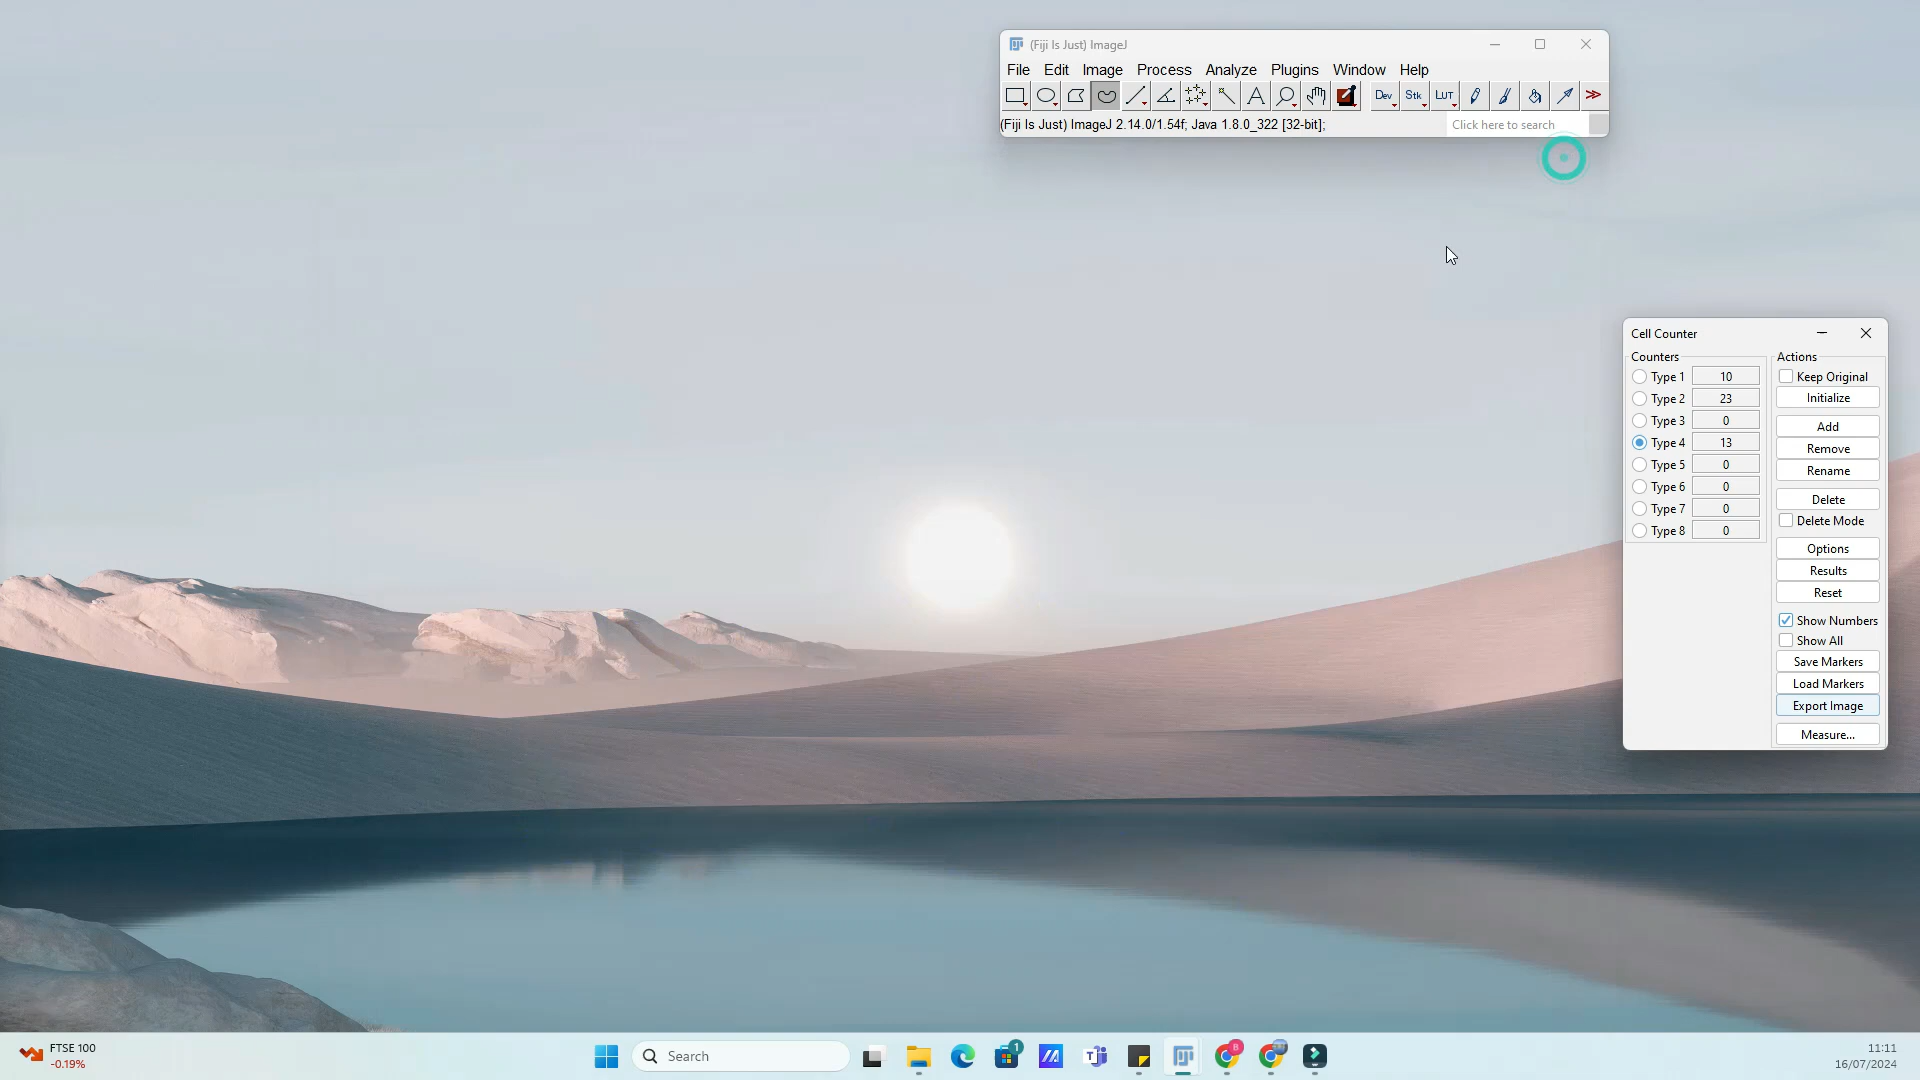 (Fiji Is Just) ImageJ
File Edit Image Process Analyze Plugins Window Help
Dev Stk LUT
(Fiji Is Just) ImageJ 2.14.0/1.54f; Java 1.8.0_322 [32-bit];
Click here to search
Cell Counter
Counters
Type 1 10
Type 2 23
Type 3 0
Type 4 13
Type 5 0
Type 6 0
Type 7 0
Type 8 0
Actions
Keep Original
Initialize
Add
Remove
Rename
Delete
Delete Mode
Options
Results
Reset
Show Numbers
Show All
Save Markers
Load Markers
Export Image
Measure...
FTSE 100
-0.19%
Search
1
B
11:11
16/07/2024